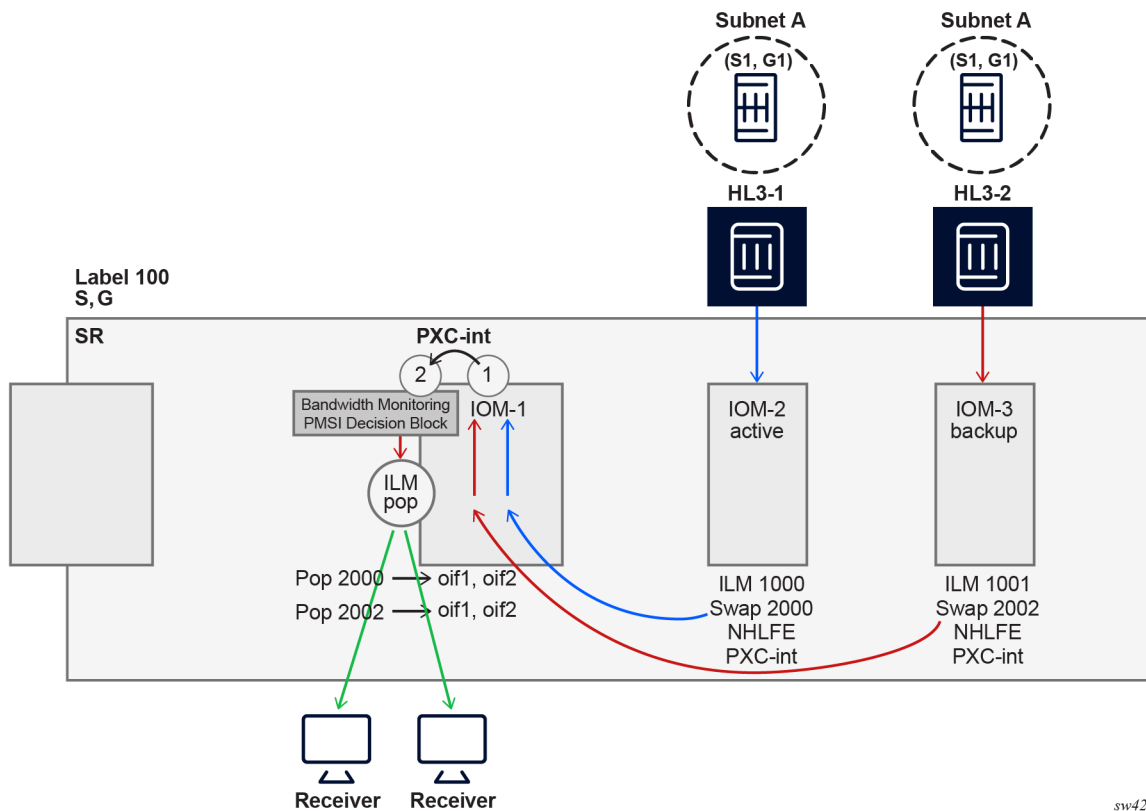 Subnet A
Subnet A
(S1, G1)
(S1, G1)
HL3-1
HL3-2
Label 100
S, G
SR
PXC-int
2
1
Bandwidth Monitoring
PMSI Decision Block
IOM-1
IOM-2
active
IOM-3
backup
ILM
pop
Pop 2000
oif1, oif2
Pop 2002
oif1, oif2
ILM 1000
Swap 2000
NHLFE
PXC-int
ILM 1001
Swap 2002
NHLFE
PXC-int
Receiver
Receiver